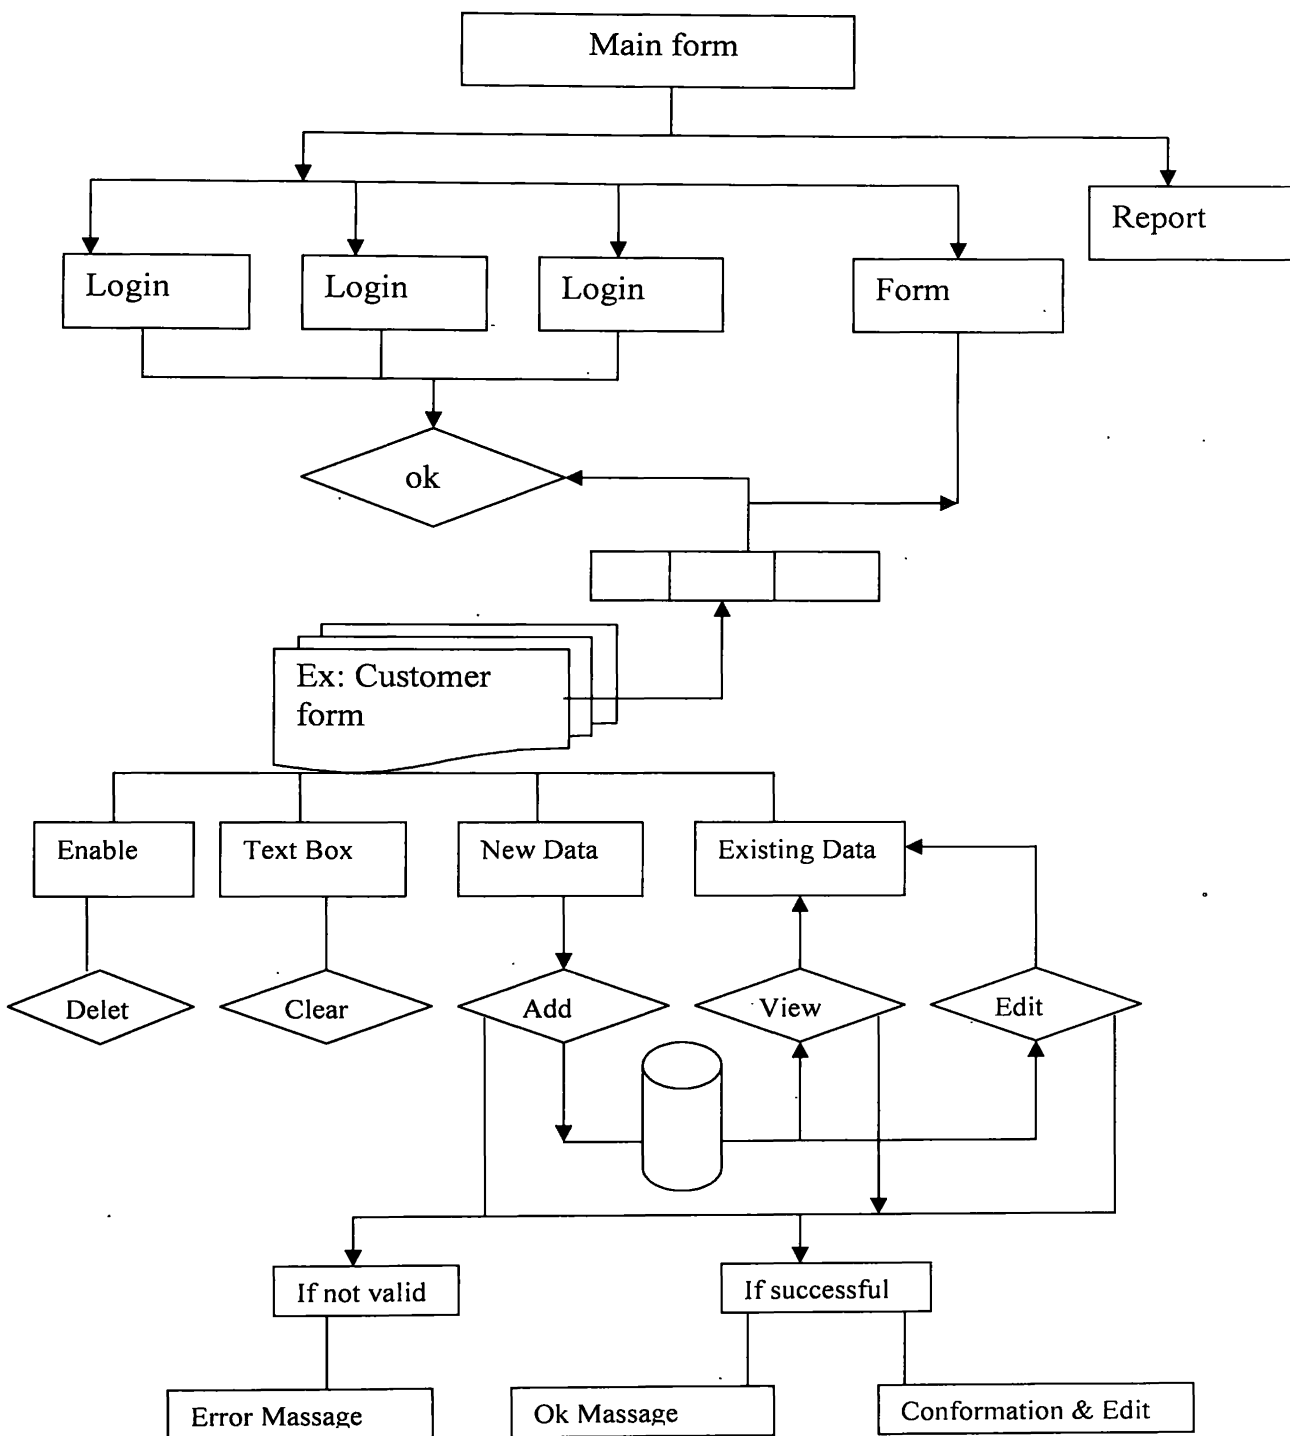 Main form
Report
Login
Login
Login
Form
ok
Ex: Customer
form
Enable
Text Box
New Data
Existing Data
Delet
Clear
Add
View
Edit
If not valid
If successful
Error Massage
Ok Massage
Conformation & Edit